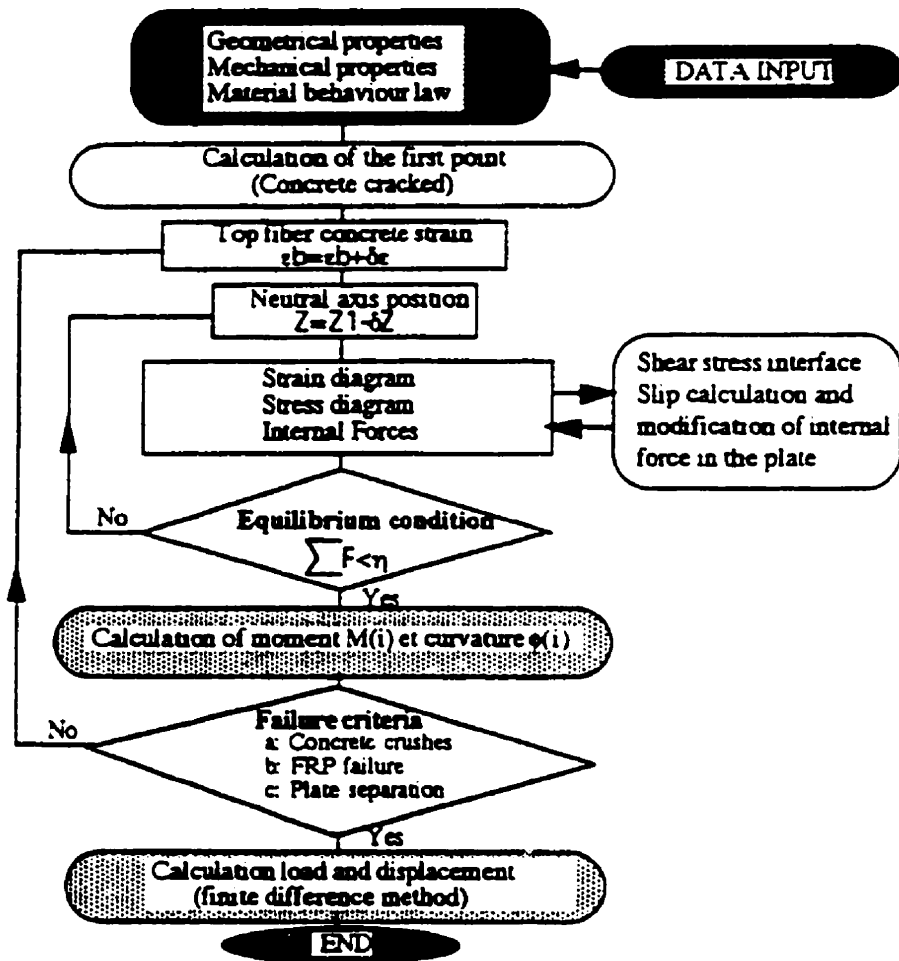 Geometrical properties
Mechanical properties
Material behaviour law
DATA INPUT
Calculation of the first point
(Concrete cracked)
Top fiber concrete strain
εb=εb+δε
Neutral axis position
Z=Z1-δZ
Strain diagram
Stress diagram
Internal Forces
Shear stress interface
Slip calculation and
modification of internal
force in the plate
No
Equilibrium condition
∑F<η
Yes
Calculation of moment M(i) et curvature φ(i)
No
Failure criteria
a: Concrete crushes
b: FRP failure
c: Plate separation
Yes
Calculation load and displacement
(finite difference method)
END